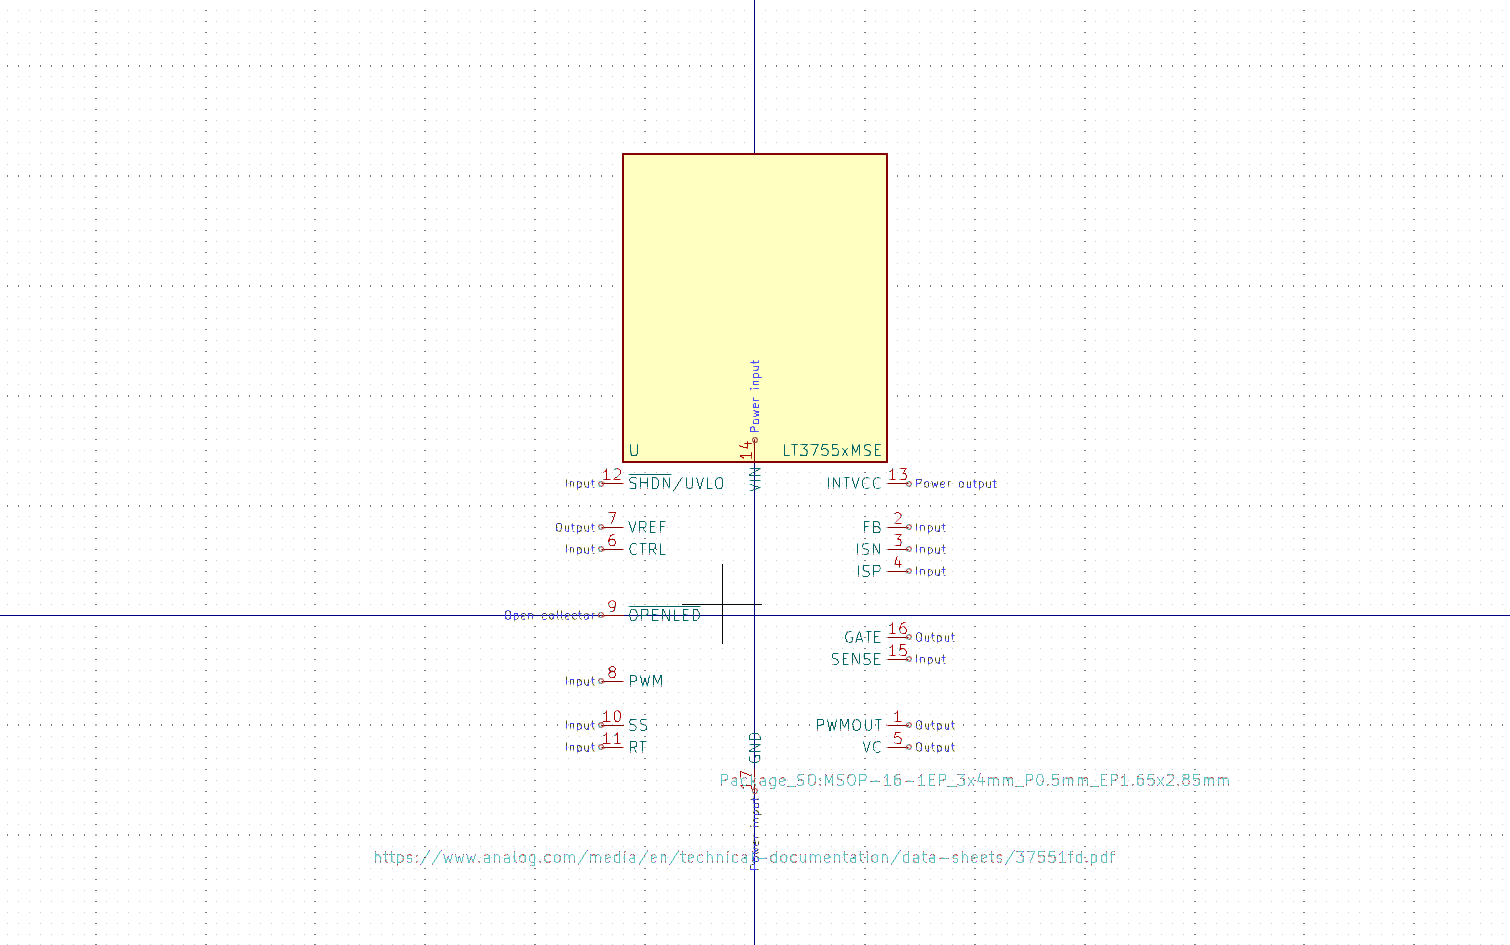 Power input
14
VIN
U
LT3755xMSE
Input 12 SHDN/UVLO
INTVCC 13 Power output
Output 7 VREF
FB 2 Input
Input 6 CTRL
ISN 3 Input
ISP 4 Input
Open collector 9 OPENLED
GATE 16 Output
SENSE 15 Input
Input 8 PWM
Input 10 SS
PWMOUT 1 Output
Input 11 RT
VC 5 Output
GND
17
Package_SO:MSOP-16-1EP_3x4mm_P0.5mm_EP1.65x2.85mm
Power input
https://www.analog.com/media/en/technical-documentation/data-sheets/37551fd.pdf